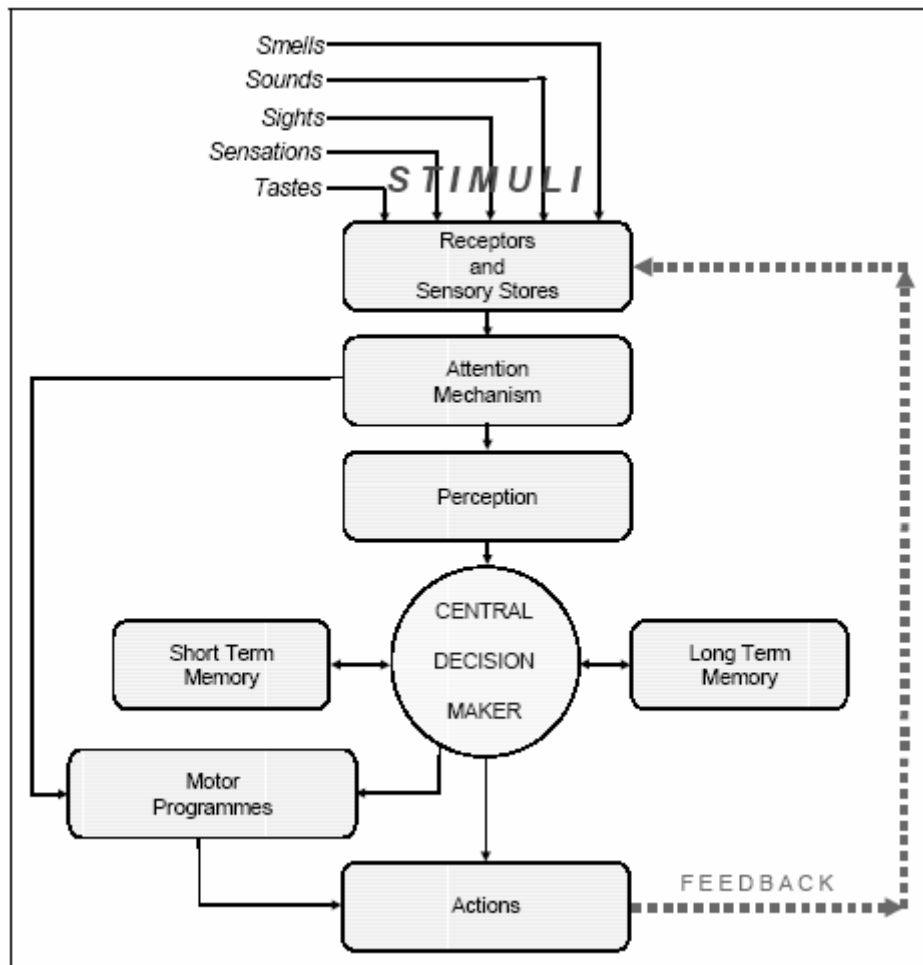 Smells
Sounds
Sights
Sensations
Tastes
STIMULI
Receptors
and
Sensory Stores
Attention
Mechanism
Perception
CENTRAL
DECISION
MAKER
Short Term
Memory
Long Term
Memory
Motor
Programmes
Actions
FEEDBACK